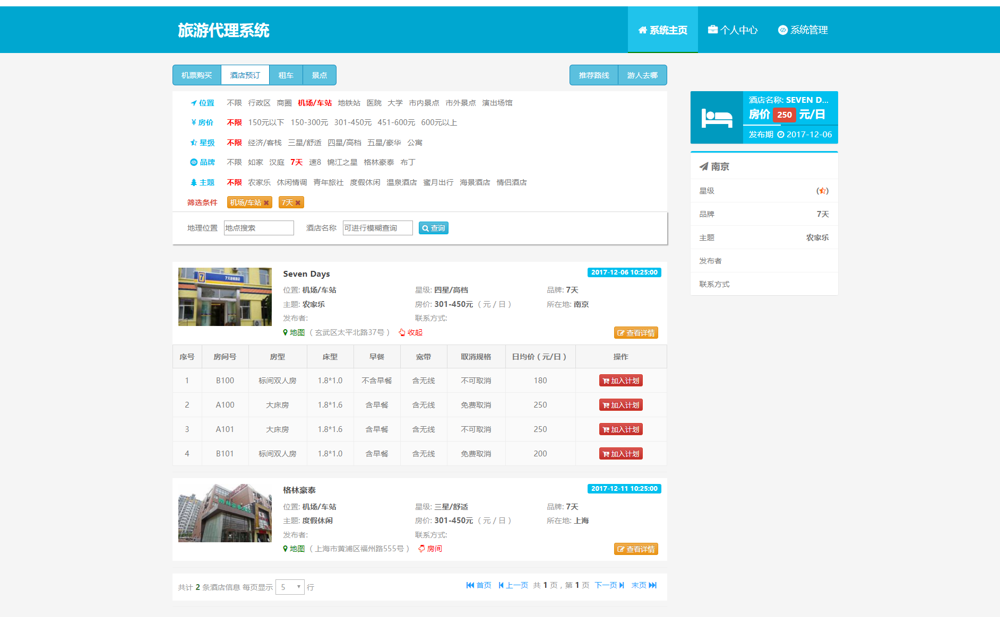 旅游代理系统
系统主页 个人中心 系统管理
机票购买 酒店预订 租车 景点 推荐路线 游人去哪
位置 不限 行政区 商圈 机场/车站 地铁站 医院 大学 市内景点 市外景点 演出场馆
¥ 房价 不限 150元以下 150-300元 301-450元 451-600元 600元以上
星级 不限 经济/客栈 三星/舒适 四星/高档 五星/豪华 公寓
品牌 不限 如家 汉庭 7天 速8 锦江之星 格林豪泰 布丁
主题 不限 农家乐 休闲情调 青年旅社 度假休闲 温泉酒店 蜜月出行 海景酒店 情侣酒店
筛选条件 机场/车站 7天
地理位置 地点搜索 酒店名称 可进行模糊查询 查询
酒店名称: SEVEN D...
房价 250 元/日
发布期 2017-12-06
南京
星级 ( )
品牌 7天
主题 农家乐
发布者
联系方式
7天连锁酒店
Seven Days 2017-12-06 10:25:00
位置: 机场/车站 星级: 四星/高档 品牌: 7天
主题: 农家乐 房价: 301-450元 （元 / 日） 所在地: 南京
发布者: 联系方式:
地图 （玄武区太平北路37号） 收起 查看详情
序号 房间号 房型 床型 早餐 宽带 取消规格 日均价（元/日） 操作
1 B100 标间双人房 1.8*1.0 不含早餐 含无线 不可取消 180 加入计划
2 A100 大床房 1.8*1.6 含早餐 含无线 免费取消 250 加入计划
3 A101 大床房 1.8*1.6 含早餐 含无线 不可取消 250 加入计划
4 B101 标间双人房 1.8*1.0 含早餐 含无线 免费取消 200 加入计划
格林豪泰 2017-12-11 10:25:00
位置: 机场/车站 星级: 三星/舒适 品牌: 7天
主题: 度假休闲 房价: 301-450元 （元 / 日） 所在地: 上海
发布者: 联系方式:
地图 （上海市黄浦区福州路555号） 房间 查看详情
共计 2 条酒店信息 每页显示 5 行 首页 上一页 共 1 页 , 第 1 页 下一页 末页